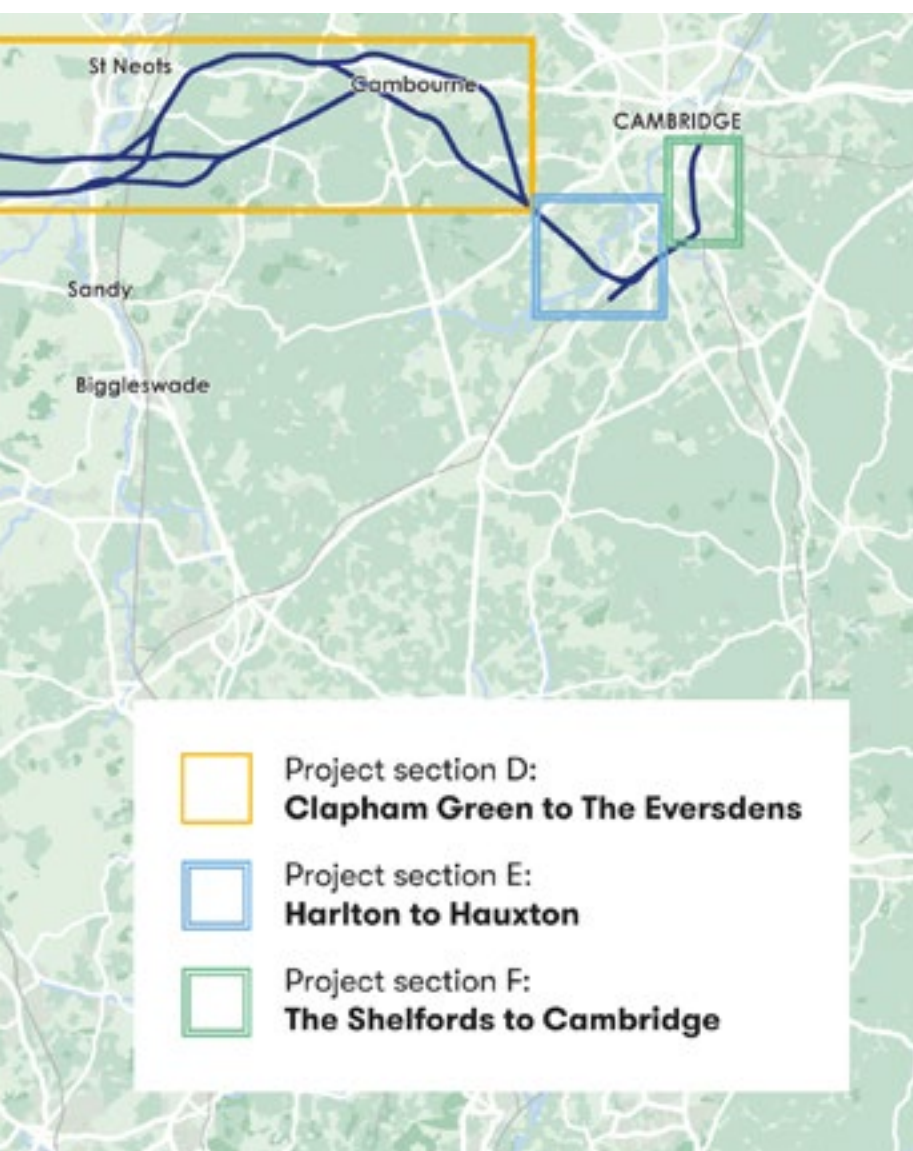 St Neots
Cambourne
CAMBRIDGE
Sandy
Biggleswade
Project section D:
Clapham Green to The Eversdens
Project section E:
Harlton to Hauxton
Project section F:
The Shelfords to Cambridge